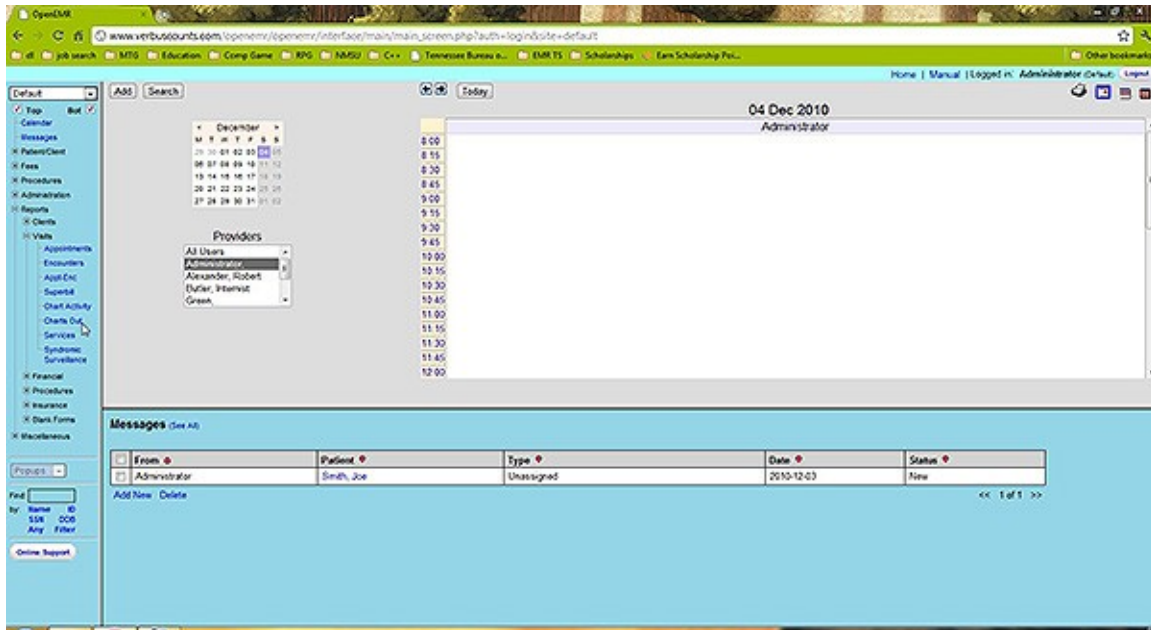 OpenEMR
www.verbuscounts.com/openemr/openemr/interface/main/main_screen.php?auth=login&site=default
dl job search MTG Education Comp Game RPG NMSU C++ Tennessee Bureau o... EMR TS Scholarships Earn Scholarship Poi... Other bookmarks
Home | Manual | Logged in: Administrator (Default) Logout
Default
Top Bot
Calendar
Messages
Patient/Client
Fees
Procedures
Administration
Reports
Clients
Visits
Appointments
Encounters
Appt-Enc
Superbill
Chart Activity
Charts Out
Services
Syndromic
Surveillance
Financial
Procedures
Insurance
Blank Forms
Miscellaneous
Popups
Find
by: Name ID
SSN DOB
Any Filter
Online Support
Add Search
December
M T W T F S S
29 30 01 02 03 04 05
06 07 08 09 10 11 12
13 14 15 16 17 18 19
20 21 22 23 24 25 26
27 28 29 30 31 01 02
Providers
All Users
Administrator,
Alexander, Robert
Butler, Internist
Green,
Today
04 Dec 2010
Administrator
8:00
8:15
8:30
8:45
9:00
9:15
9:30
9:45
10:00
10:15
10:30
10:45
11:00
11:15
11:30
11:45
12:00
Messages (See All)
From Patient Type Date Status
Administrator Smith, Joe Unassigned 2010-12-03 New
Add New Delete << 1 of 1 >>